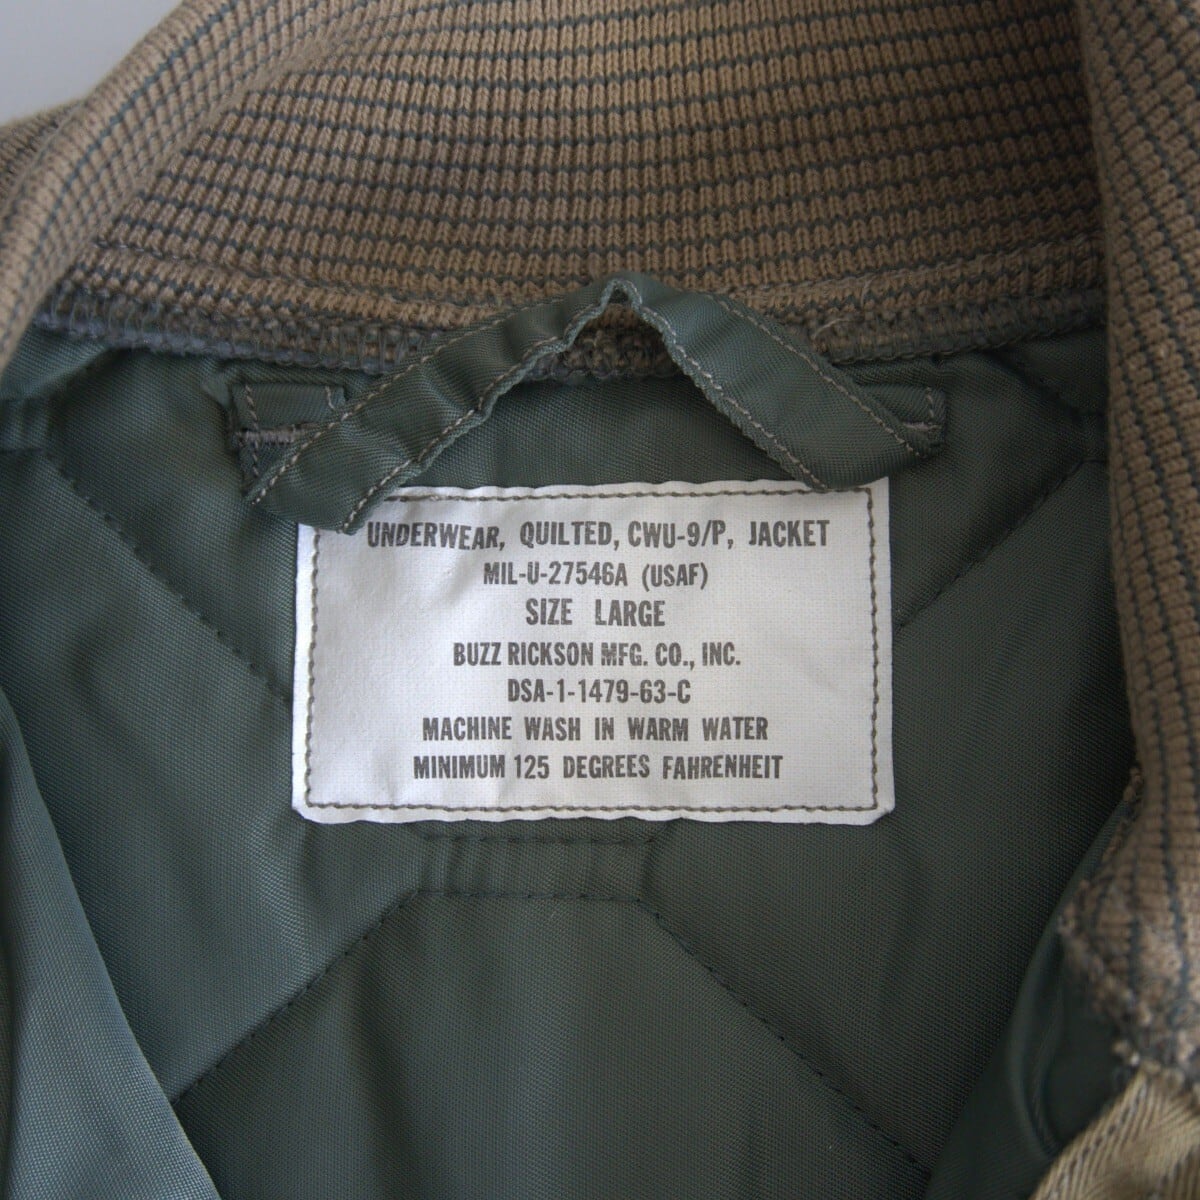 UNDERWEAR, QUILTED, CWU-9/P, JACKET
MIL-U-27546A (USAF)
SIZE LARGE
BUZZ RICKSON MFG. CO., INC.
DSA-1-1479-63-C
MACHINE WASH IN WARM WATER
MINIMUM 125 DEGREES FAHRENHEIT